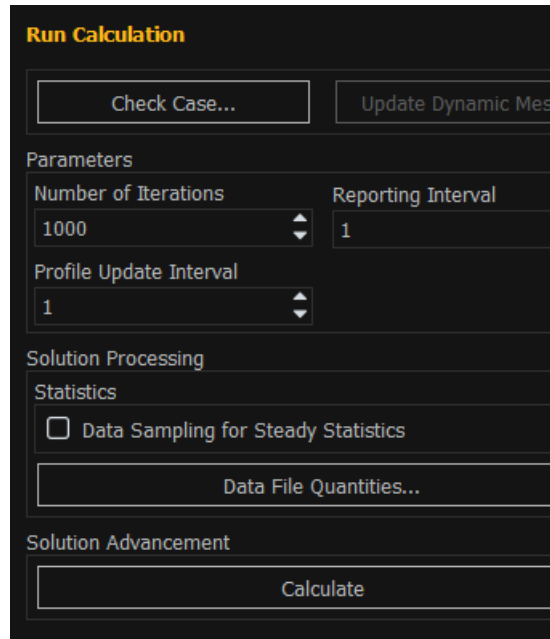 Run Calculation
Check Case... Update Dynamic Mes
Parameters
Number of Iterations Reporting Interval
1000 1
Profile Update Interval
1
Solution Processing
Statistics
Data Sampling for Steady Statistics
Data File Quantities...
Solution Advancement
Calculate